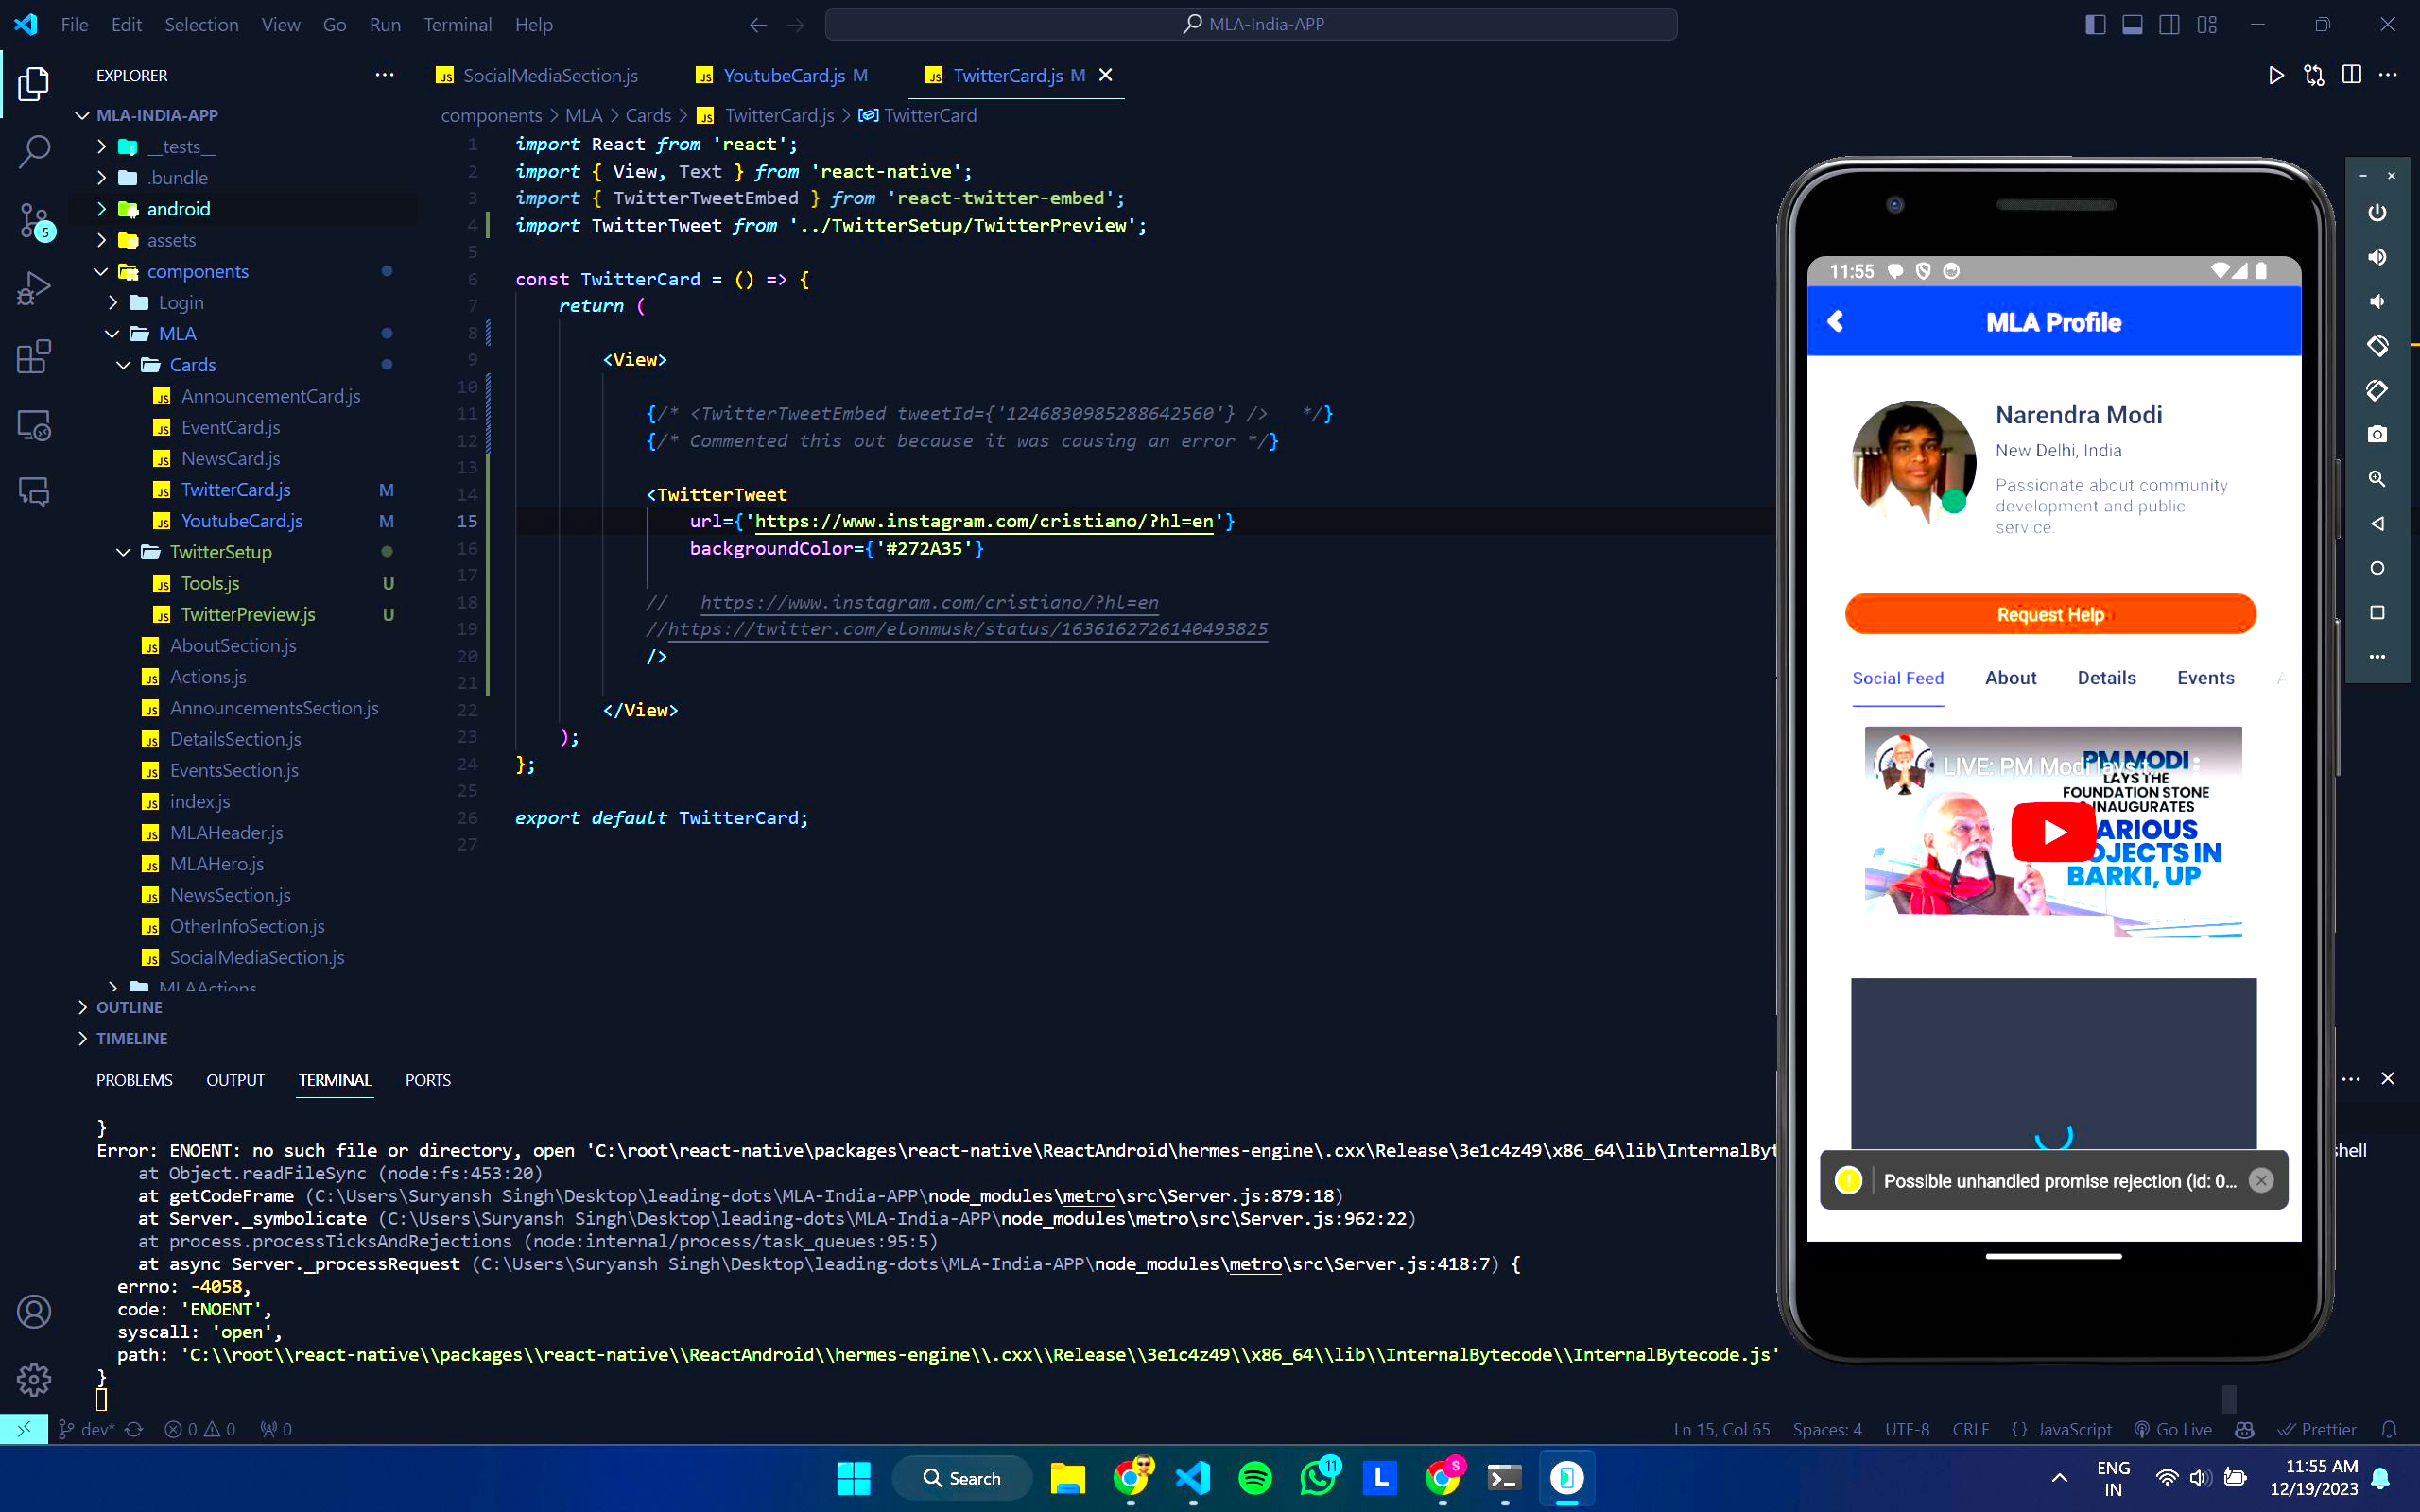 File Edit Selection View Go Run Terminal Help
MLA-India-APP
EXPLORER
MLA-INDIA-APP
__tests__
.bundle
android
assets
components
Login
MLA
Cards
AnnouncementCard.js
EventCard.js
NewsCard.js
TwitterCard.js M
YoutubeCard.js M
TwitterSetup
Tools.js U
TwitterPreview.js U
AboutSection.js
Actions.js
AnnouncementsSection.js
DetailsSection.js
EventsSection.js
index.js
MLAHeader.js
MLAHero.js
NewsSection.js
OtherInfoSection.js
SocialMediaSection.js
MLAActions
OUTLINE
TIMELINE
5
SocialMediaSection.js YoutubeCard.js M TwitterCard.js M
components > MLA > Cards > TwitterCard.js > TwitterCard
1 import React from 'react';
2 import { View, Text } from 'react-native';
3 import { TwitterTweetEmbed } from 'react-twitter-embed';
4 import TwitterTweet from '../TwitterSetup/TwitterPreview';
5
6 const TwitterCard = () => {
7 return (
8
9 <View>
10
11 {/* <TwitterTweetEmbed tweetId={'1246830985288642560'} /> */}
12 {/* Commented this out because it was causing an error */}
13
14 <TwitterTweet
15 url={'https://www.instagram.com/cristiano/?hl=en'}
16 backgroundColor={'#272A35'}
17
18 // https://www.instagram.com/cristiano/?hl=en
19 //https://twitter.com/elonmusk/status/1636162726140493825
20 />
21
22 </View>
23 );
24 };
25
26 export default TwitterCard;
27
11:55
MLA Profile
Narendra Modi
New Delhi, India
Passionate about community
development and public
service.
Request Help
Social Feed About Details Events A
LIVE: PM Modi lays t
PM MODI
LAYS THE
FOUNDATION STONE
& INAUGURATES
ARIOUS
OJECTS IN
BARKI, UP
Possible unhandled promise rejection (id: 0...
PROBLEMS OUTPUT TERMINAL PORTS
}
Error: ENOENT: no such file or directory, open 'C:\root\react-native\packages\react-native\ReactAndroid\hermes-engine\.cxx\Release\3e1c4z49\x86_64\lib\InternalByt
shell
at Object.readFileSync (node:fs:453:20)
at getCodeFrame (C:\Users\Suryansh Singh\Desktop\leading-dots\MLA-India-APP\node_modules\metro\src\Server.js:879:18)
at Server._symbolicate (C:\Users\Suryansh Singh\Desktop\leading-dots\MLA-India-APP\node_modules\metro\src\Server.js:962:22)
at process.processTicksAndRejections (node:internal/process/task_queues:95:5)
at async Server._processRequest (C:\Users\Suryansh Singh\Desktop\leading-dots\MLA-India-APP\node_modules\metro\src\Server.js:418:7) {
errno: -4058,
code: 'ENOENT',
syscall: 'open',
path: 'C:\\root\\react-native\\packages\\react-native\\ReactAndroid\\hermes-engine\\.cxx\\Release\\3e1c4z49\\x86_64\\lib\\InternalBytecode\\InternalBytecode.js'
}
dev* 0 0 0
Ln 15, Col 65 Spaces: 4 UTF-8 CRLF {} JavaScript Go Live Prettier
Search
11
L
S
ENG
IN
11:55 AM
12/19/2023